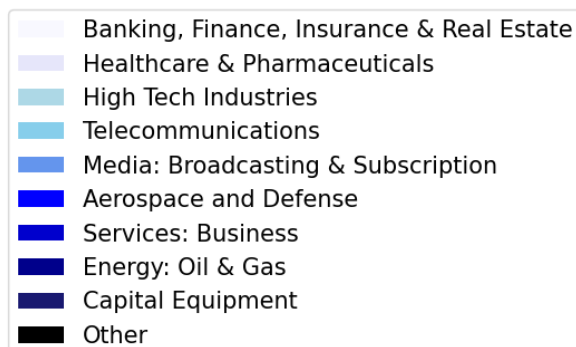 Banking, Finance, Insurance & Real Estate
Healthcare & Pharmaceuticals
High Tech Industries
Telecommunications
Media: Broadcasting & Subscription
Aerospace and Defense
Services: Business
Energy: Oil & Gas
Capital Equipment
Other